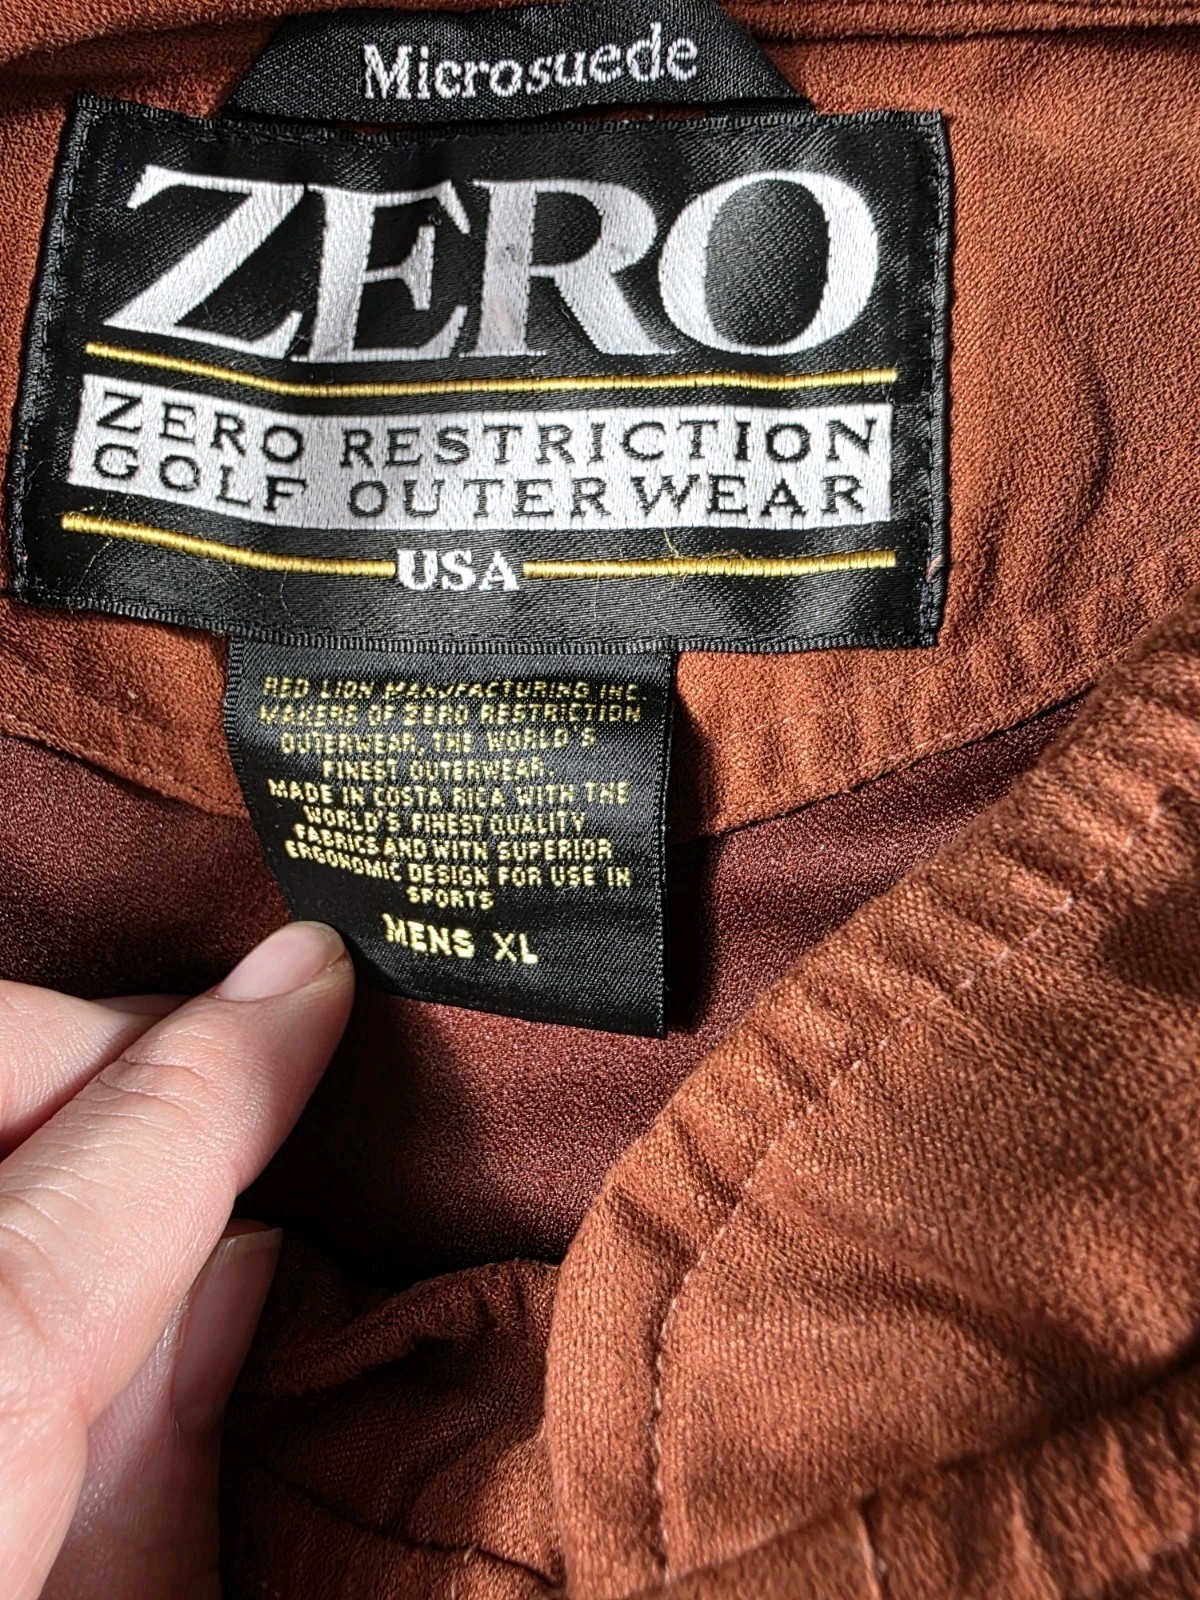 Microsuede
ZERO
ZERO RESTRICTION
GOLF OUTERWEAR
USA
RED LION MANUFACTURING INC.
MAKERS OF ZERO RESTRICTION
OUTERWEAR, THE WORLD'S
FINEST OUTERWEAR.
MADE IN COSTA RICA WITH THE
WORLD'S FINEST QUALITY
FABRICS AND WITH SUPERIOR
ERGONOMIC DESIGN FOR USE IN
SPORTS
MENS XL